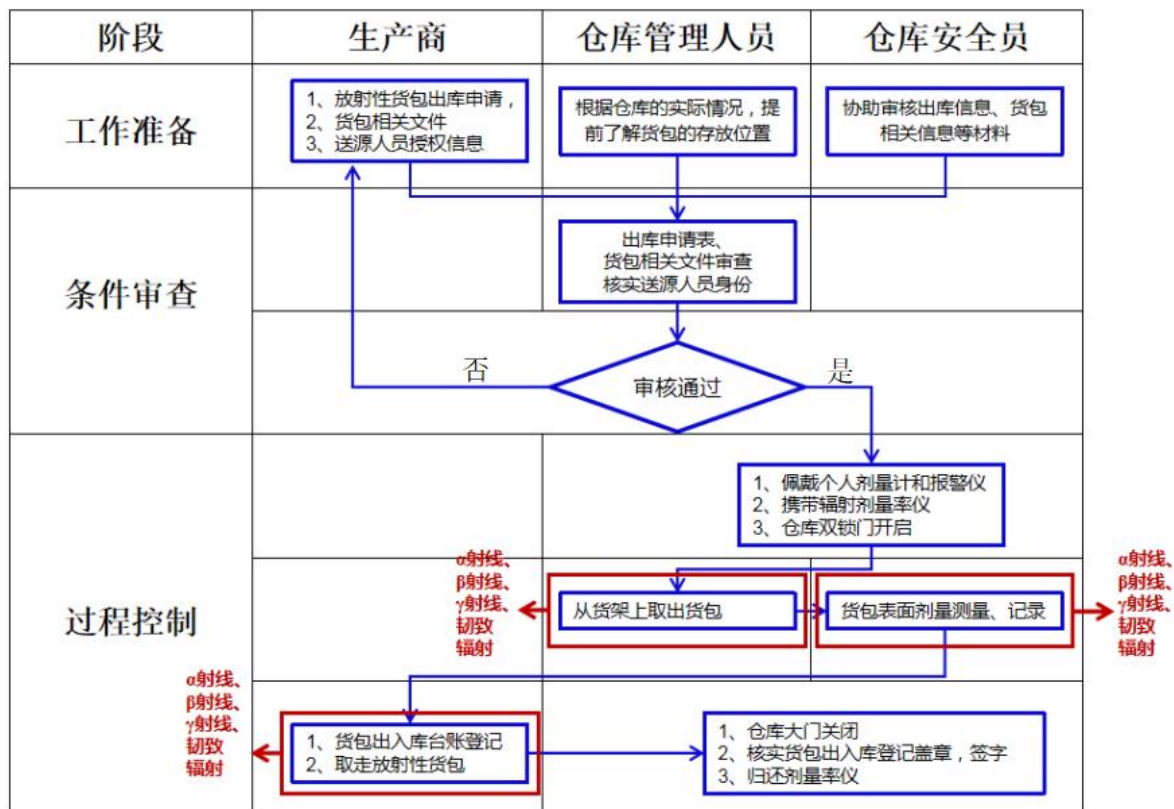 阶段
生产商
仓库管理人员
仓库安全员
工作准备
1、放射性货包出库申请，
2、货包相关文件
3、送源人员授权信息
根据仓库的实际情况，提
前了解货包的存放位置
协助审核出库信息、货包
相关信息等材料
条件审查
出库申请表、
货包相关文件审查
核实送源人员身份
否
审核通过
是
过程控制
1、佩戴个人剂量计和报警仪
2、携带辐射剂量率仪
3、仓库双锁门开启
α射线、
β射线、
γ射线、
韧致
辐射
从货架上取出货包
货包表面剂量测量、记录
α射线、
β射线、
γ射线、
韧致
辐射
α射线、
β射线、
γ射线、
韧致
辐射
1、货包出入库台账登记
2、取走放射性货包
1、仓库大门关闭
2、核实货包出入库登记盖章，签字
3、归还剂量率仪